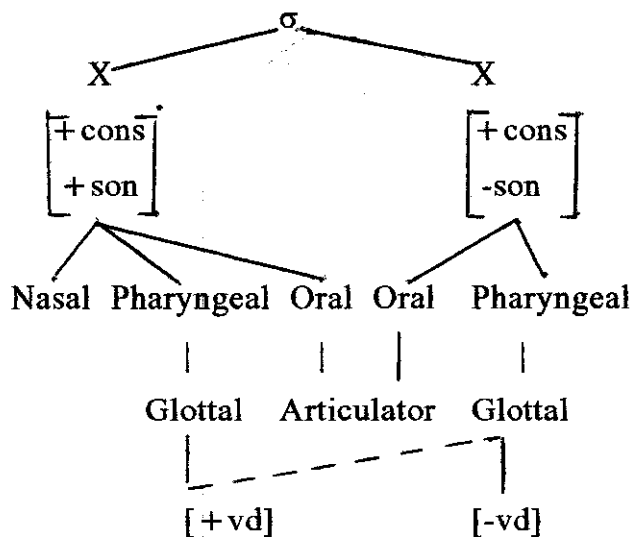 σ
X X
+ cons + cons
+ son -son
Nasal Pharyngeal Oral Oral Pharyngeal
Glottal Articulator Glottal
[+vd] [-vd]